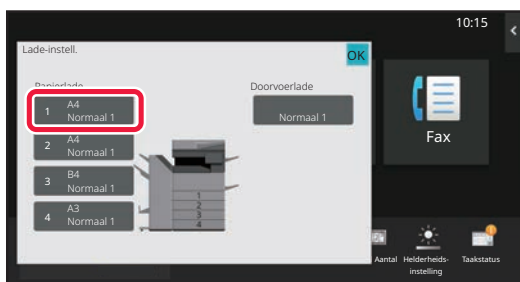 10:15
Lade-instell.
OK
Papierlade
Doorvoerlade
1 A4
Normaal 1
Normaal 1
2 A4
Normaal 1
3 B4
Normaal 1
4 A3
Normaal 1
1
2
3
4
Fax
Aantal
Helderheids-
instelling
Taakstatus